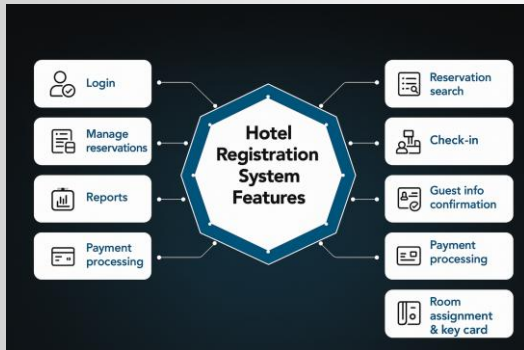 Login
Manage
reservations
Reports
Payment
processing
Hotel
Registration
System
Features
Reservation
search
Check-in
Guest info
confirmation
Payment
processing
Room
assignment
& key card